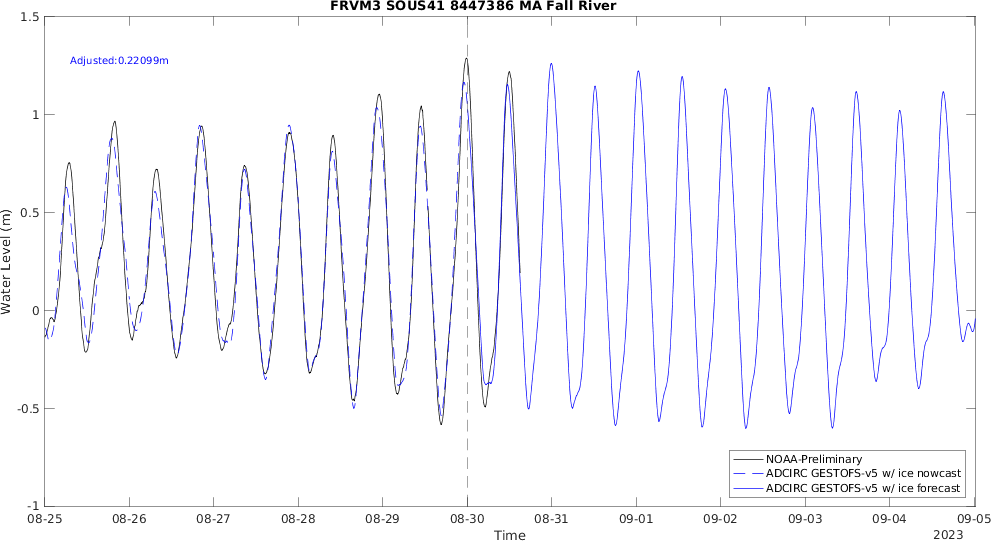 FRVM3 SOUS41 8447386 MA Fall River
1.5
Adjusted:0.22099m
1
0.5
0
-0.5
-1
Water Level (m)
NOAA-Preliminary
ADCIRC GESTOFS-v5 w/ ice nowcast
ADCIRC GESTOFS-v5 w/ ice forecast
08-25 08-26 08-27 08-28 08-29 08-30 08-31 09-01 09-02 09-03 09-04 09-05
Time
2023